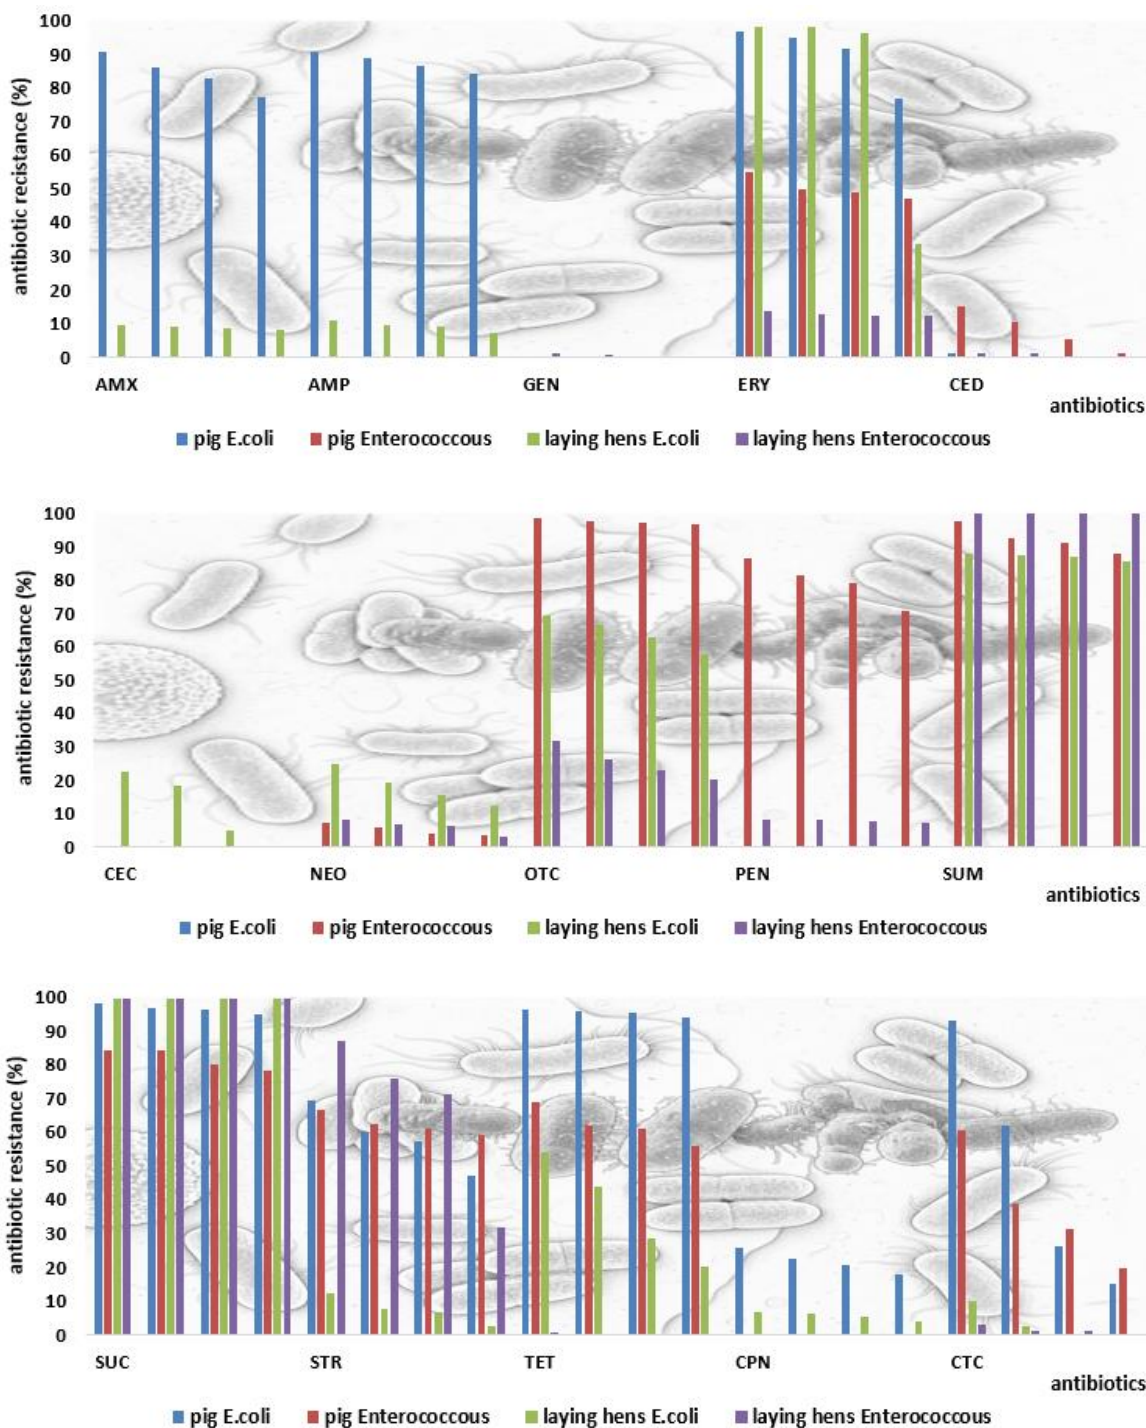 100
90
80
70
60
50
40
30
20
10
0
antibiotic recistance (%)
AMX AMP GEN ERY CED
antibiotics
pig E.coli pig Enterococcous laying hens E.coli laying hens Enterococcous
100
90
80
70
60
50
40
30
20
10
0
antibiotic resistance (%)
CEC NEO OTC PEN SUM
antibiotics
pig E.coli pig Enterococcous laying hens E.coli laying hens Enterococcous
100
90
80
70
60
50
40
30
20
10
0
antibiotic resistance (%)
SUC STR TET CPN CTC
antibiotics
pig E.coli pig Enterococcous laying hens E.coli laying hens Enterococcous